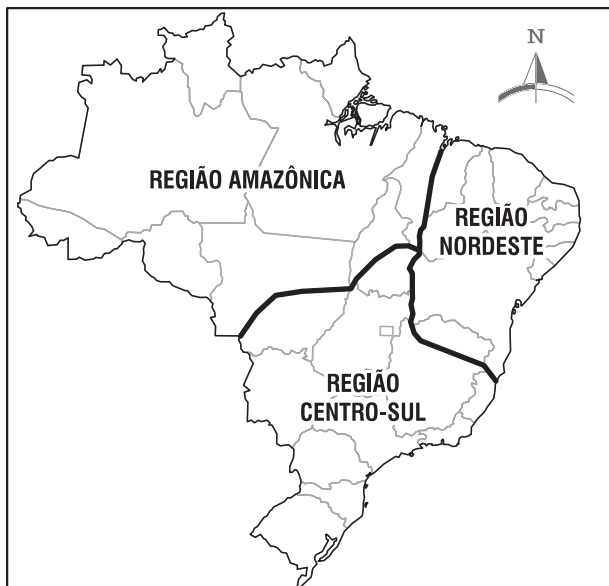 N
REGIÃO AMAZÔNICA
REGIÃO
NORDESTE
REGIÃO
CENTRO-SUL